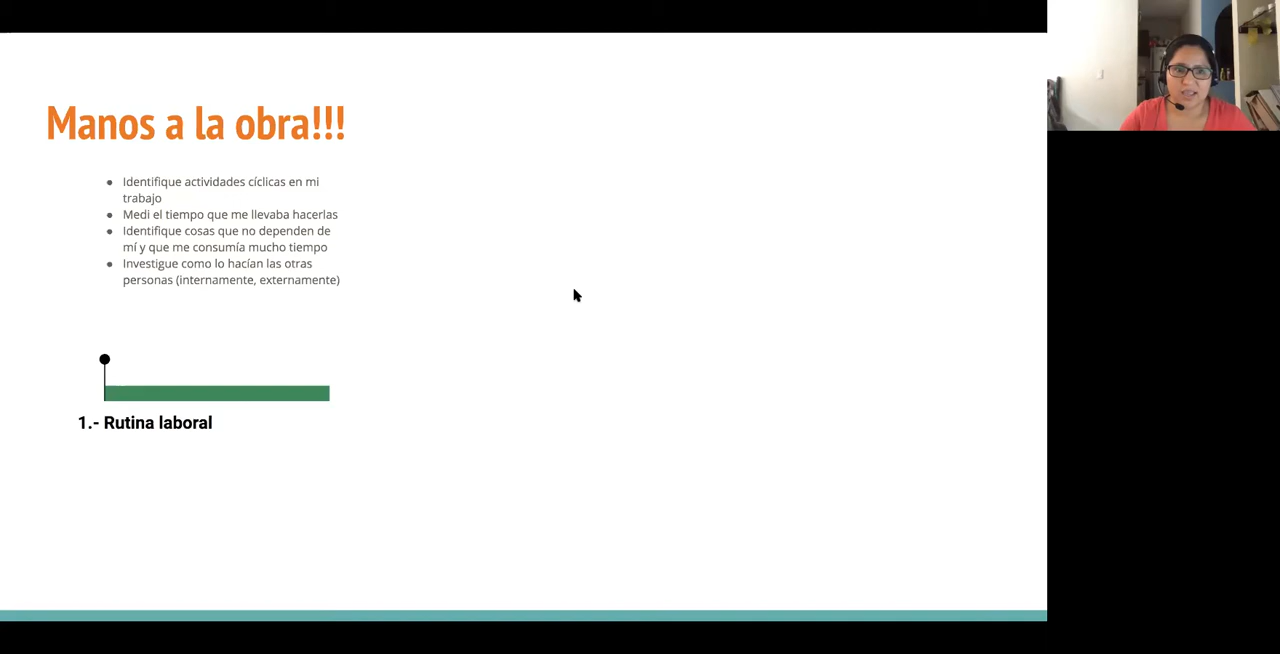 Manos a la obra!!!
● Identifique actividades cíclicas en mi
trabajo
● Medi el tiempo que me llevaba hacerlas
● Identifique cosas que no dependen de
mí y que me consumía mucho tiempo
● Investigue como lo hacían las otras
personas (internamente, externamente)
1.- Rutina laboral